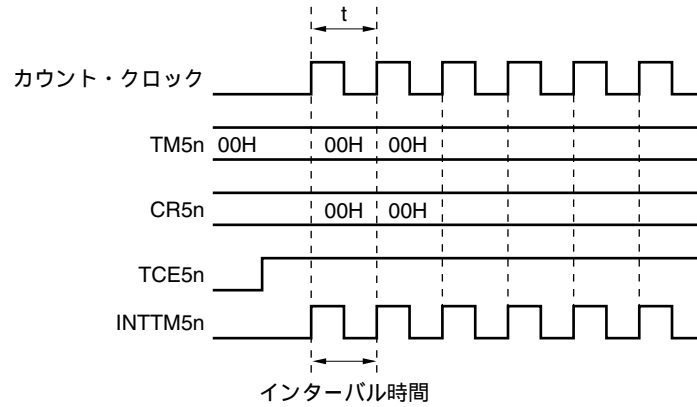 t
カウント・クロック
TM5n 00H 00H 00H
CR5n 00H 00H
TCE5n
INTTM5n
インターバル時間